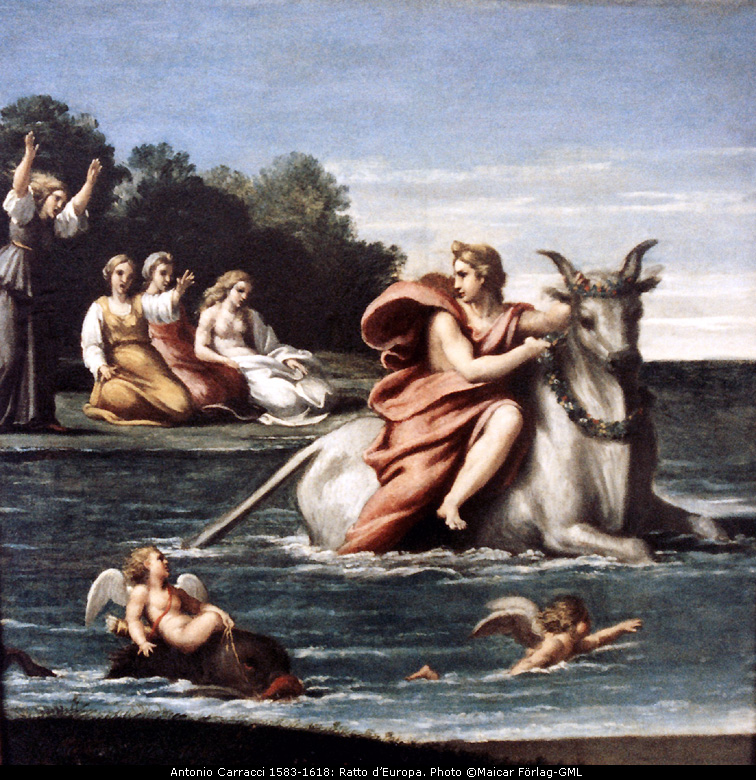 Antonio Carracci 1583-1618: Ratto d’Europa. Photo ©Maicar Förlag-GML